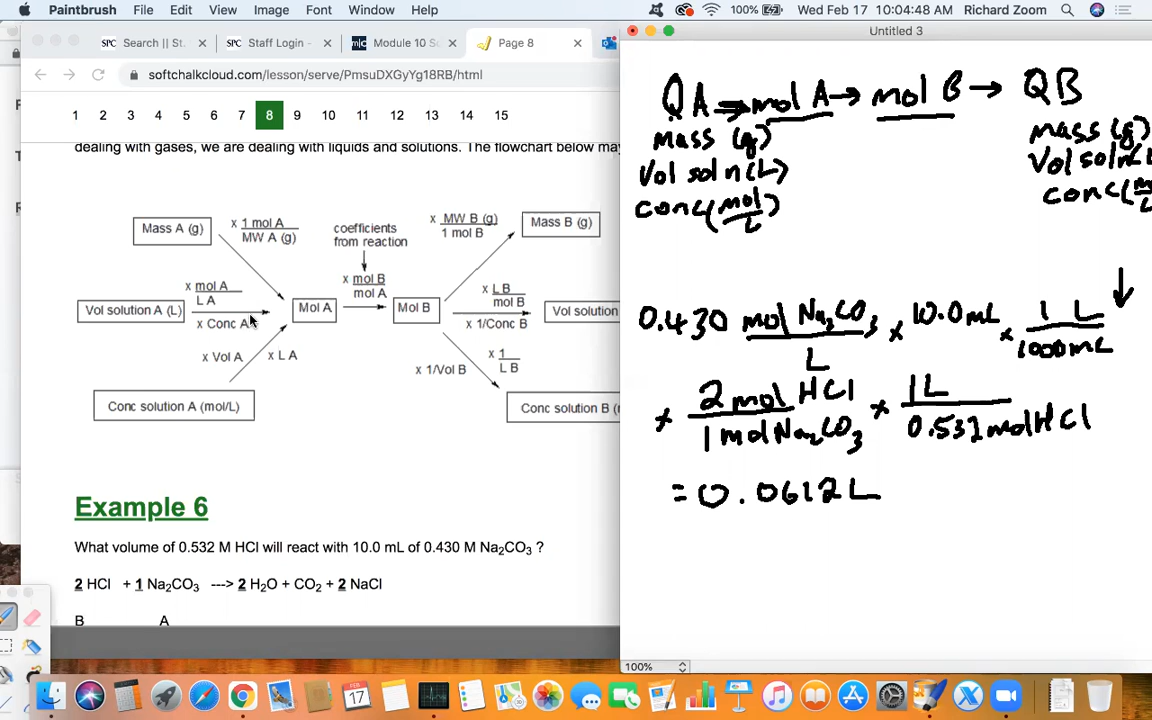 Paintbrush File Edit View Image Font Window Help 100% Wed Feb 17 10:04:48 AM Richard Zoom
Search || St. Staff Login - Module 10 So Page 8
softchalkcloud.com/lesson/serve/PmsuDXGyYg18RB/html
1 2 3 4 5 6 7 8 9 10 11 12 13 14 15
dealing with gases, we are dealing with liquids and solutions. The flowchart below may
Mass A (g)
x 1 mol A
MW A (g)
coefficients
from reaction
x MW B (g)
1 mol B
Mass B (g)
Vol solution A (L)
x mol A
L A
x Conc A
Mol A
x mol B
mol A
Mol B
x L B
mol B
x 1/Conc B
Vol solution
x Vol A
x L A
x 1/Vol B
x 1
L B
Conc solution A (mol/L)
Conc solution B (
Example 6
What volume of 0.532 M HCl will react with 10.0 mL of 0.430 M Na₂CO₃ ?
2 HCl + 1 Na₂CO₃ ---> 2 H₂O + CO₂ + 2 NaCl
B A
Untitled 3
QA → mol A → mol B → QB
mass (g) mass (g)
Vol soln (L) Vol soln
conc (mol/L) conc (
0.430 mol Na₂CO₃ / L × 10.0 mL × 1 L / 1000 mL
× 2 mol HCl / 1 mol Na₂CO₃ × 1L / 0.532 mol HCl
= 0.0612 L
100%
FEB
17